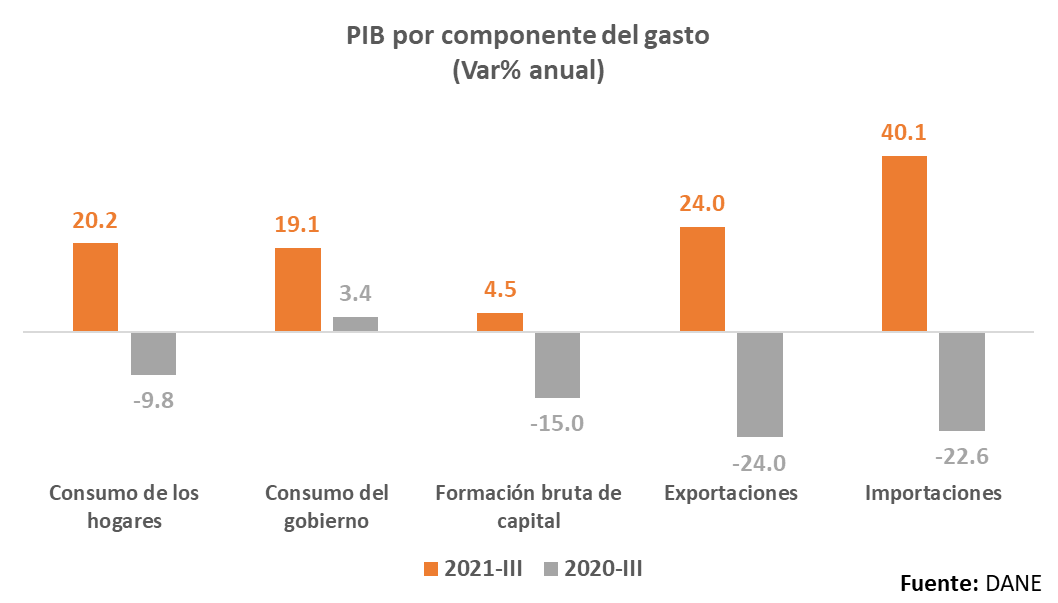 PIB por componente del gasto
(Var% anual)
40.1
24.0
20.2
19.1
4.5
3.4
-9.8
-15.0
-24.0
-22.6
Consumo de los
hogares
Consumo del
gobierno
Formación bruta de
capital
Exportaciones
Importaciones
2021-III 2020-III
Fuente: DANE